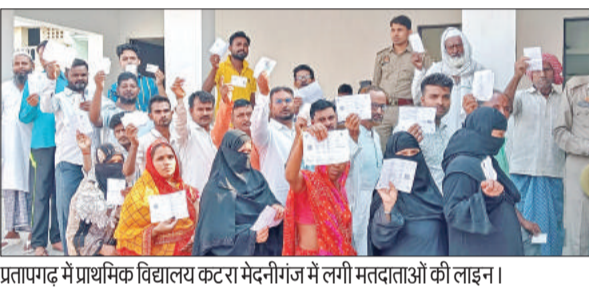 प्रतापगढ़ में प्राथमिक विद्यालय कटरा मेदनीगंज में लगी मतदाताओं की लाइन।